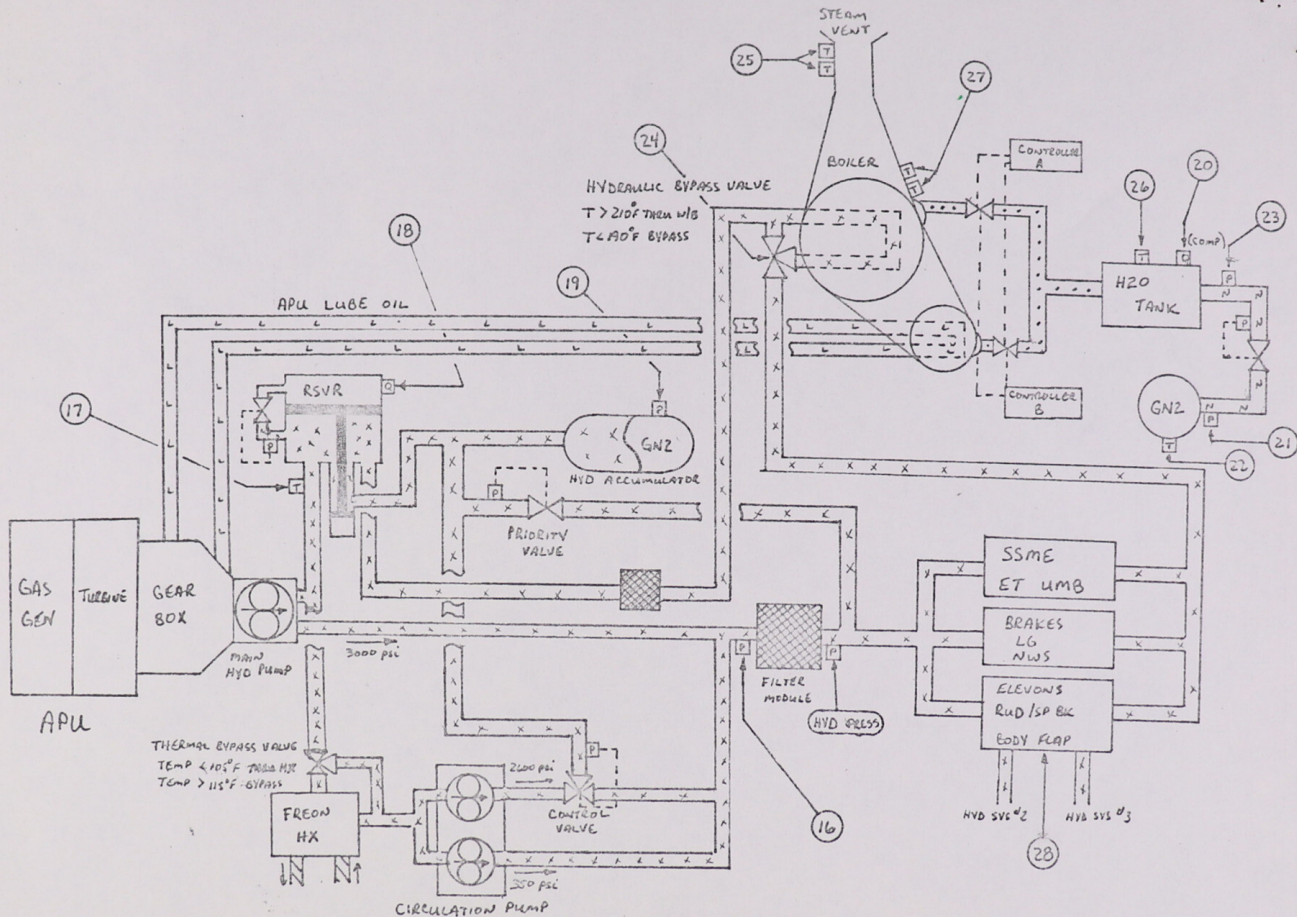 STEAM
VENT
25
T
T
27
24
BOILER
T
T
CONTROLLER
A
26
20
(COMP)
23
HYDRAULIC BYPASS VALVE
T > 210°F THRU W/B
T < 190°F BYPASS
T
Q
P
H2O
TANK
18
19
APU LUBE OIL
P
RSVR
Q
P
GN2
HYD ACCUMULATOR
17
P
T
CONTROLLER
B
GN2
P
T
21
22
P
PRIORITY
VALVE
GAS
GEN
TURBINE
GEAR
BOX
MAIN
HYD PUMP
3000 psi
APU
P
FILTER
MODULE
P
HYD PRESS
SSME
ET UMB
BRAKES
LG
NWS
ELEVONS
RUD/SP BK
BODY FLAP
HYD SYS #2
HYD SYS #3
28
16
THERMAL BYPASS VALVE
TEMP < 105°F THRU HX
TEMP > 115°F BYPASS
FREON
HX
P
CONTROL
VALVE
350 psi
CIRCULATION PUMP